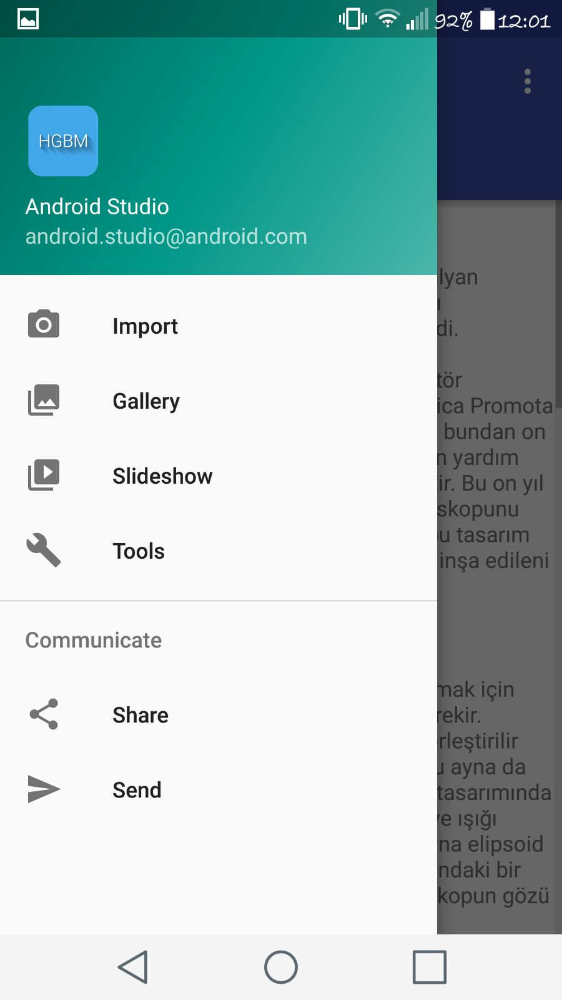 92% 12:01
HGBM
Android Studio
android.studio@android.com
Import
Gallery
Slideshow
Tools
Communicate
Share
Send
lyan
di.
tör
ica Promota
bundan on
n yardım
ir. Bu on yıl
skopunu
u tasarım
inşa edileni
mak için
rekir.
rleştirilir
u ayna da
tasarımında
ve ışığı
na elipsoid
ndaki bir
kopun gözü